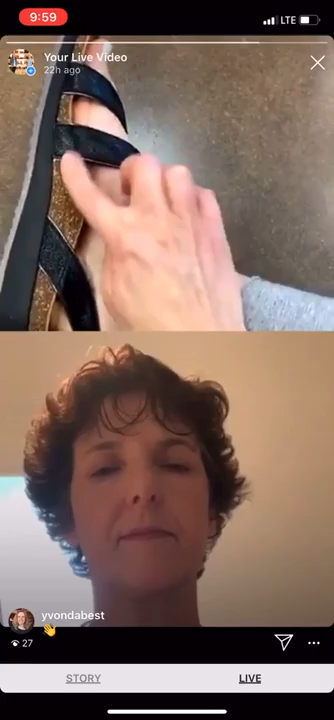 9:59
LTE
Your Live Video
22h ago
yvondabest
👋
27
STORY
LIVE